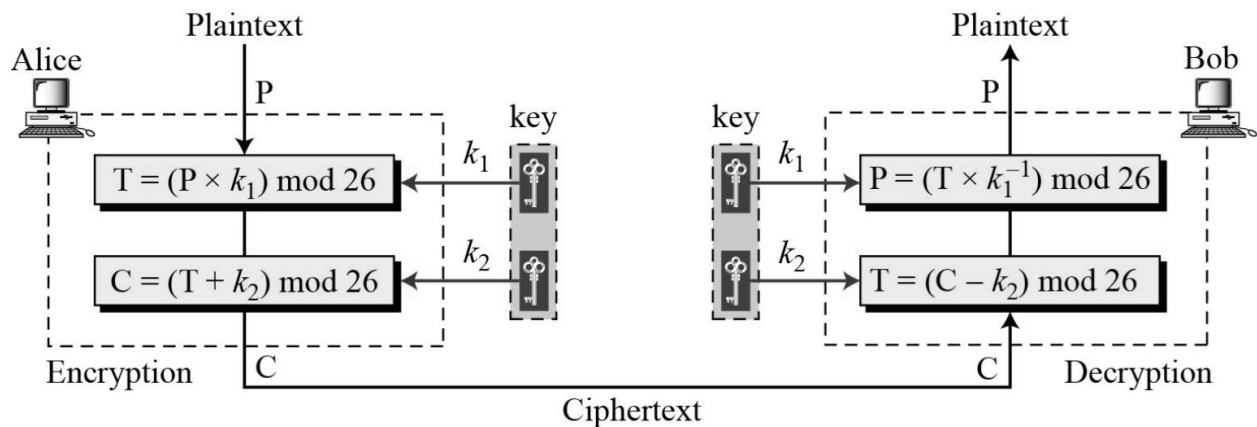 Plaintext
Plaintext
Alice
Bob
P
P
key
key
T = (P × k₁) mod 26
k₁
k₁
P = (T × k₁⁻¹) mod 26
C = (T + k₂) mod 26
k₂
k₂
T = (C − k₂) mod 26
Encryption
C
C
Decryption
Ciphertext